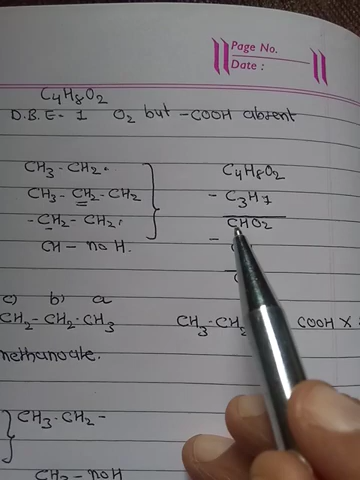 Page No.
Date :
C4H8O2
D.B.E- 1 O2 but -COOH absent
CH3-CH2. C4H8O2
CH3-CH2-CH2 - C3H7
-CH2-CH2. CHO2
CH - no H. -
c) b) a
CH2-CH2-CH3 CH3-CH2 COOH X
methanoate.
CH3.CH2-
CH2-noH